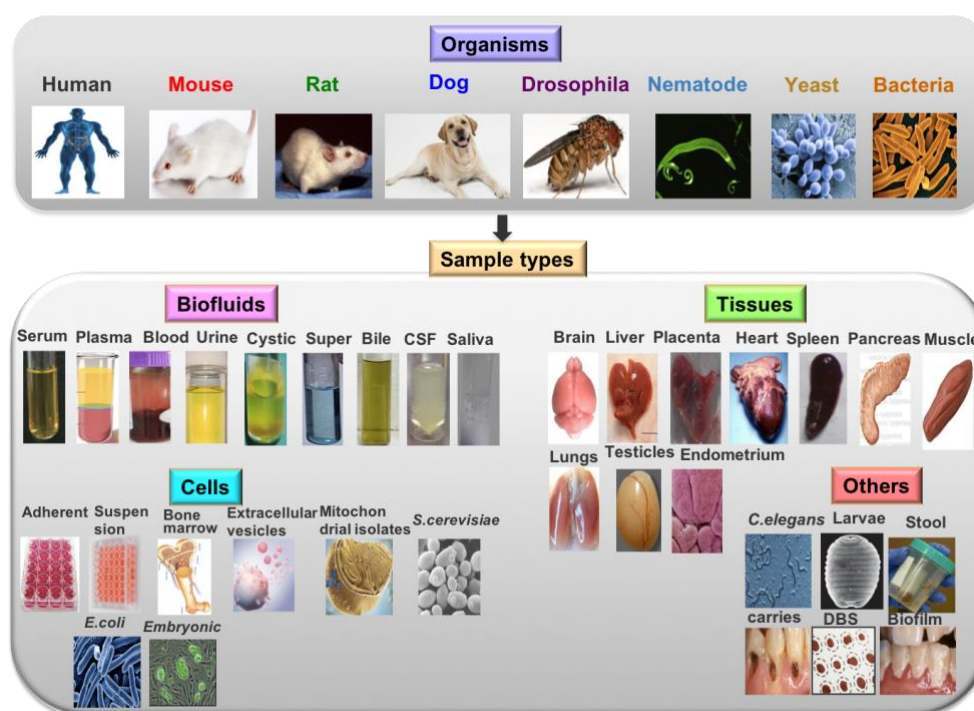 Organisms
Human Mouse Rat Dog Drosophila Nematode Yeast Bacteria
Sample types
Biofluids
Serum Plasma Blood Urine Cystic Super Bile CSF Saliva
Tissues
Brain Liver Placenta Heart Spleen Pancreas Muscle
Lungs Testicles Endometrium
Cells
Adherent Suspen
sion Bone
marrow Extracellular
vesicles Mitochon
drial isolates S.cerevisiae
E.coli Embryonic
Others
C.elegans Larvae Stool
carries DBS Biofilm